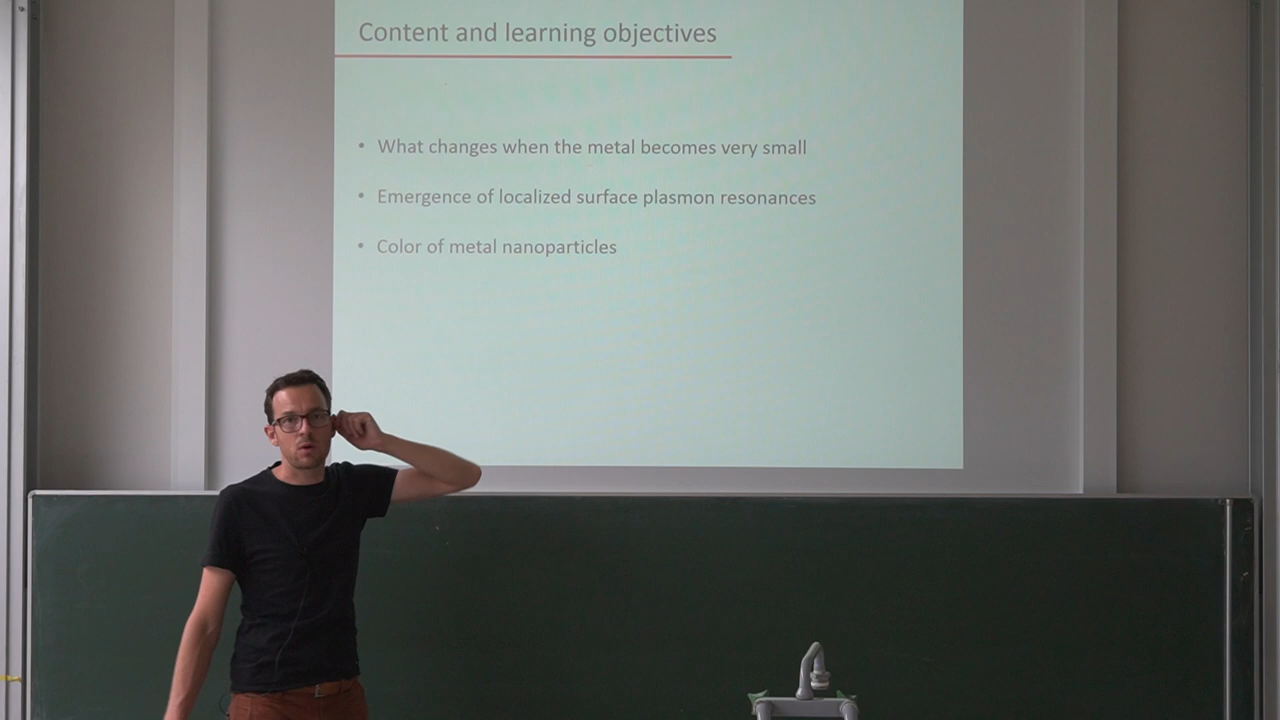 Content and learning objectives
• What changes when the metal becomes very small
• Emergence of localized surface plasmon resonances
• Color of metal nanoparticles